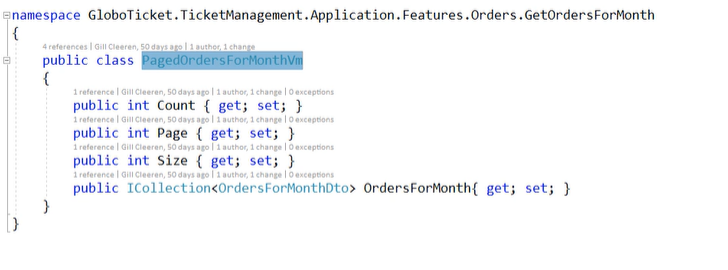 namespace GloboTicket.TicketManagement.Application.Features.Orders.GetOrdersForMonth
{
4 references | Gill Cleeren, 50 days ago | 1 author, 1 change
public class PagedOrdersForMonthVm
{
1 reference | Gill Cleeren, 50 days ago | 1 author, 1 change | 0 exceptions
public int Count { get; set; }
1 reference | Gill Cleeren, 50 days ago | 1 author, 1 change | 0 exceptions
public int Page { get; set; }
1 reference | Gill Cleeren, 50 days ago | 1 author, 1 change | 0 exceptions
public int Size { get; set; }
1 reference | Gill Cleeren, 50 days ago | 1 author, 1 change | 0 exceptions
public ICollection<OrdersForMonthDto> OrdersForMonth{ get; set; }
}
}